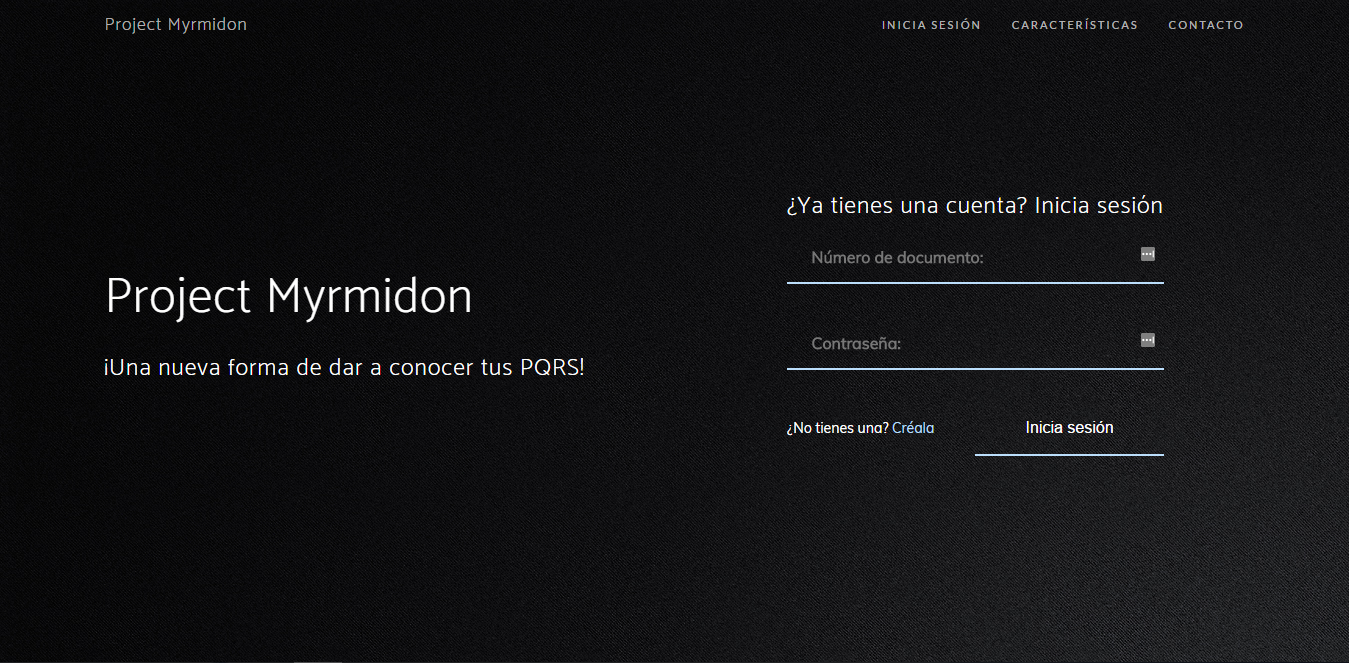 Project Myrmidon
INICIA SESIÓN CARACTERÍSTICAS CONTACTO
Project Myrmidon
¡Una nueva forma de dar a conocer tus PQRS!
¿Ya tienes una cuenta? Inicia sesión
Número de documento:
Contraseña:
¿No tienes una? Créala
Inicia sesión